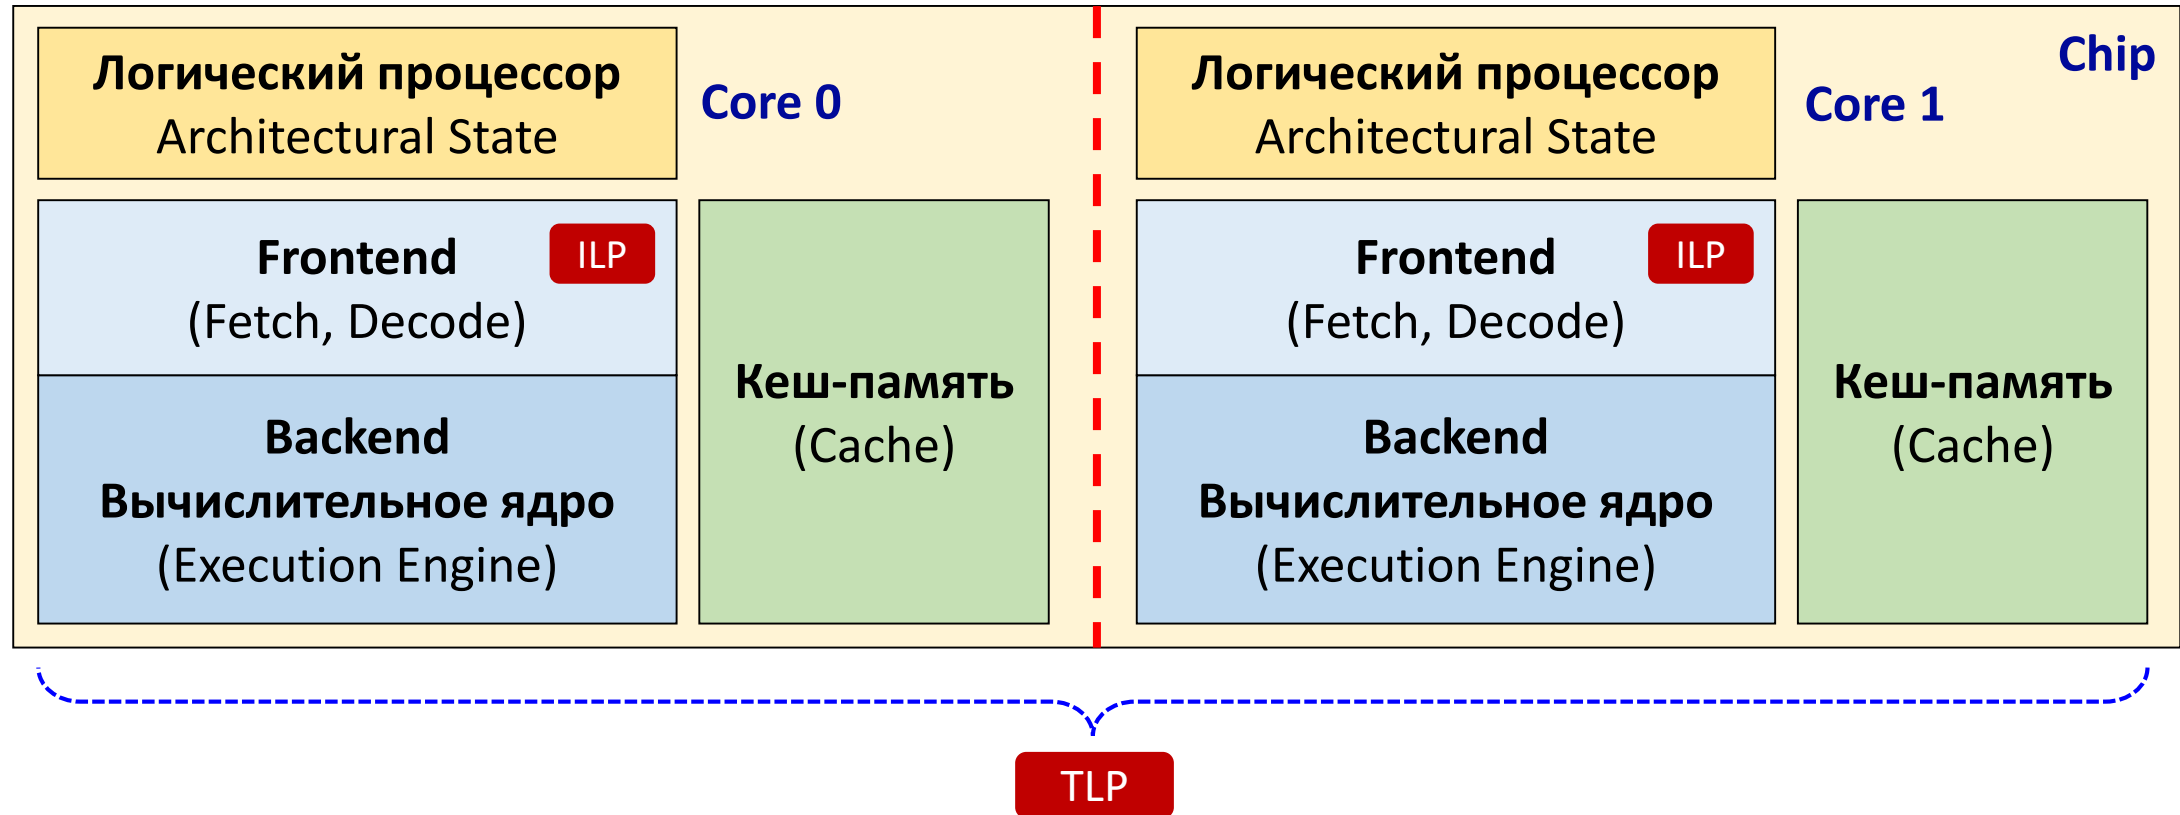 Логический процессор
Architectural State
Core 0
Frontend
ILP
(Fetch, Decode)
Backend
Вычислительное ядро
(Execution Engine)
Кеш-память
(Cache)
Chip
Логический процессор
Architectural State
Core 1
Frontend
ILP
(Fetch, Decode)
Backend
Вычислительное ядро
(Execution Engine)
Кеш-память
(Cache)
TLP